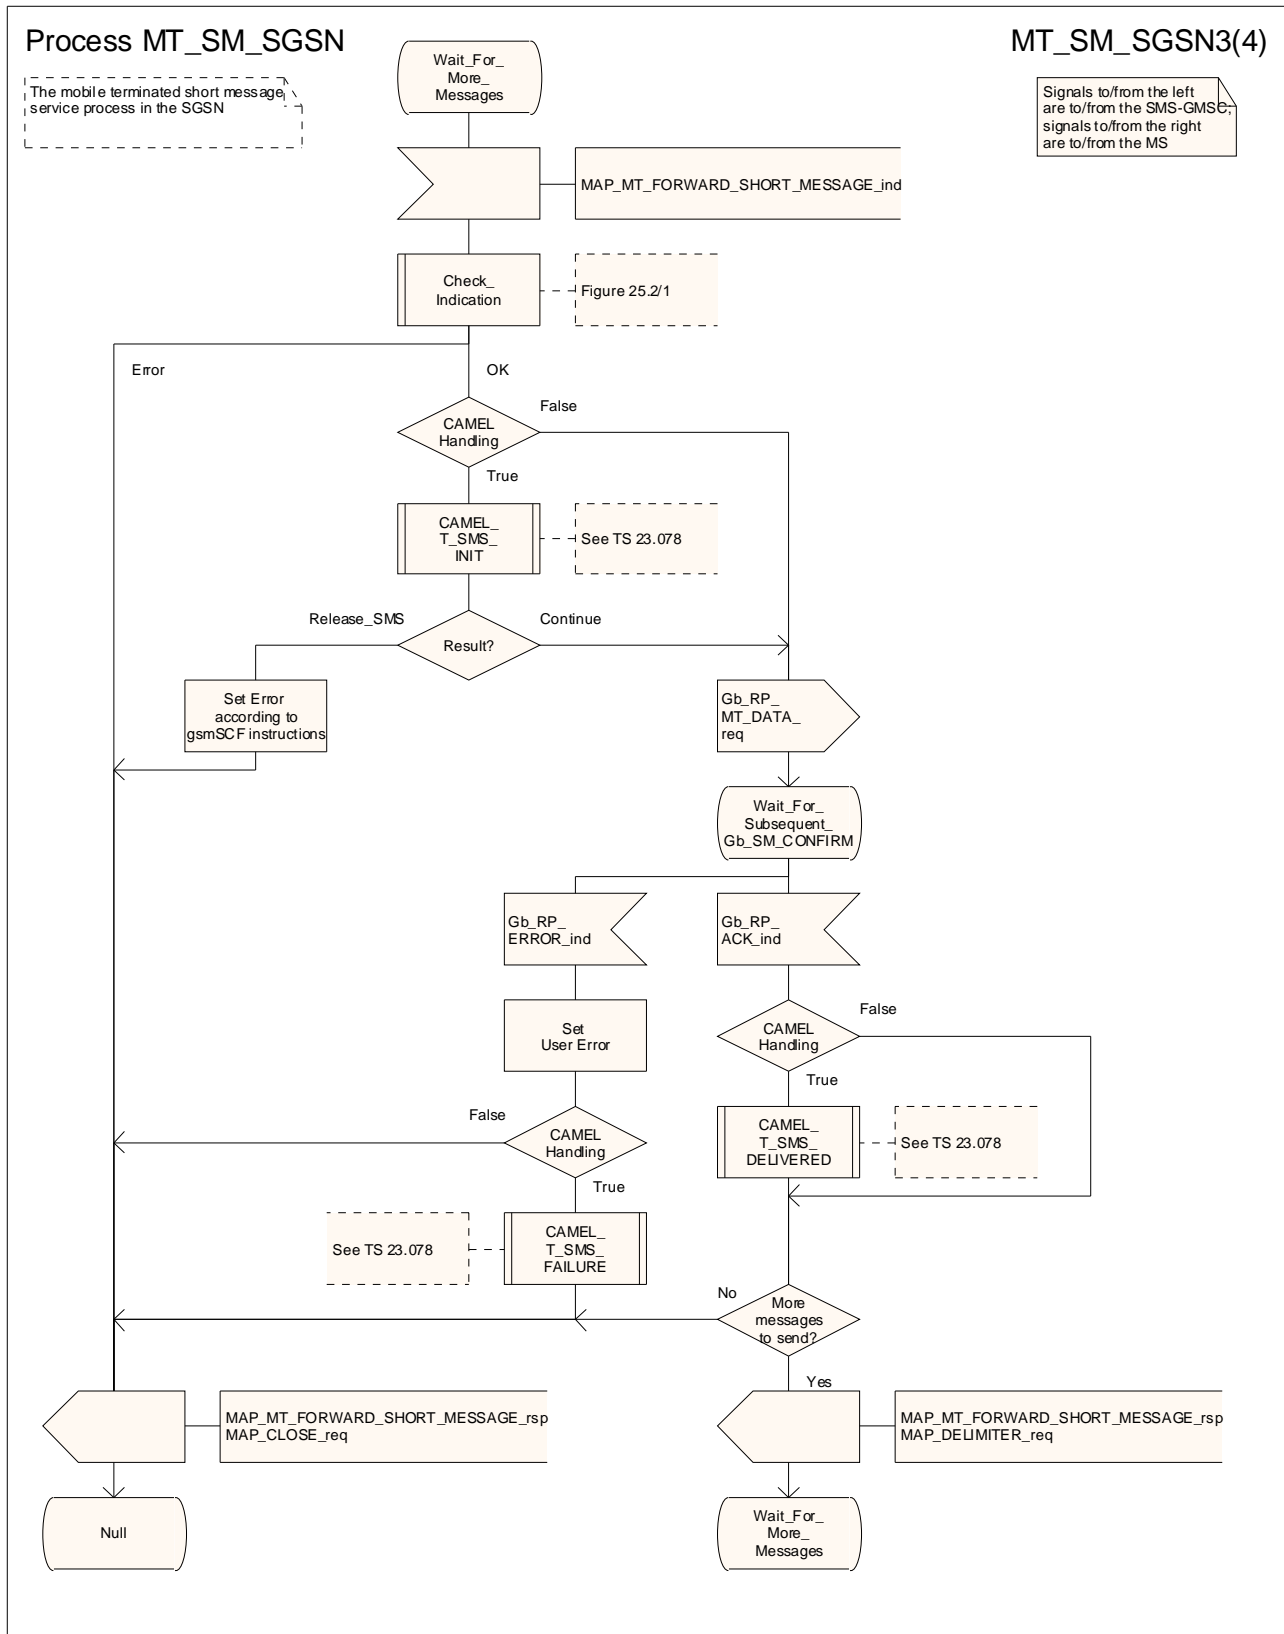 Process MT_SM_SGSN
MT_SM_SGSN3(4)
The mobile terminated short message
service process in the SGSN
Signals to/from the left
are to/from the SMS-GMSC;
signals to/from the right
are to/from the MS
Wait_For_
More_
Messages
MAP_MT_FORWARD_SHORT_MESSAGE_ind
Check_
Indication
Figure 25.2/1
Error
OK
CAMEL
Handling
False
True
CAMEL_
T_SMS_
INIT
See TS 23.078
Release_SMS
Continue
Result?
Set Error
according to
gsmSCF instructions
Gb_RP_
MT_DATA_
req
Wait_For_
Subsequent_
Gb_SM_CONFIRM
Gb_RP_
ERROR_ind
Gb_RP_
ACK_ind
Set
User Error
CAMEL
Handling
False
True
False
CAMEL
Handling
True
CAMEL_
T_SMS_
DELIVERED
See TS 23.078
See TS 23.078
CAMEL_
T_SMS_
FAILURE
No
More
messages
to send?
Yes
MAP_MT_FORWARD_SHORT_MESSAGE_rsp
MAP_CLOSE_req
MAP_MT_FORWARD_SHORT_MESSAGE_rsp
MAP_DELIMITER_req
Null
Wait_For_
More_
Messages